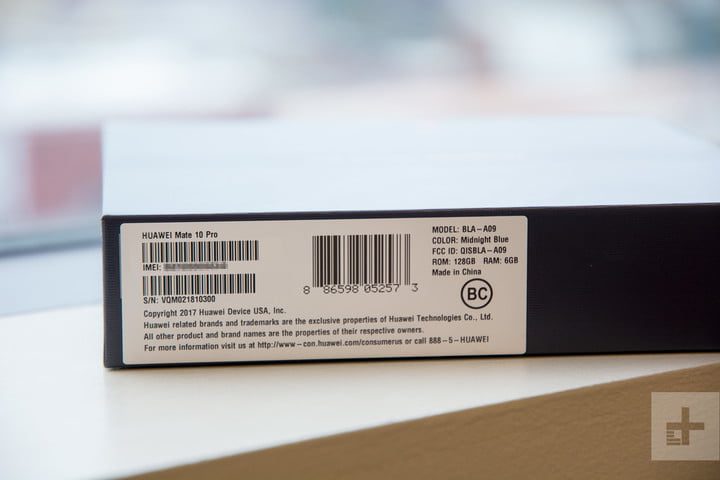 HUAWEI Mate 10 Pro
IMEI:
S/N: VQM021810300
8 86598 05257 3
MODEL: BLA-A09
COLOR: Midnight Blue
FCC ID: QISBLA-A09
ROM: 128GB RAM: 6GB
Made in China
BC
Copyright 2017 Huawei Device USA, Inc.
Huawei related brands and trademarks are the exclusive properties of Huawei Technologies Co., Ltd.
All other product and brand names are the properties of their respective owners.
For more information visit us at http://www-con.huawei.com/consumerus or call 888-5-HUAWEI